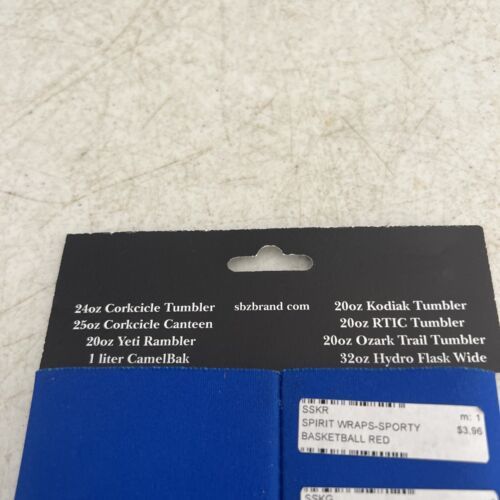 24oz Corkcicle Tumbler
25oz Corkcicle Canteen
20oz Yeti Rambler
1 liter CamelBak
sbzbrand com
20oz Kodiak Tumbler
20oz RTIC Tumbler
20oz Ozark Trail Tumbler
32oz Hydro Flask Wide
SSKR m: 1
SPIRIT WRAPS-SPORTY $3.96
BASKETBALL RED